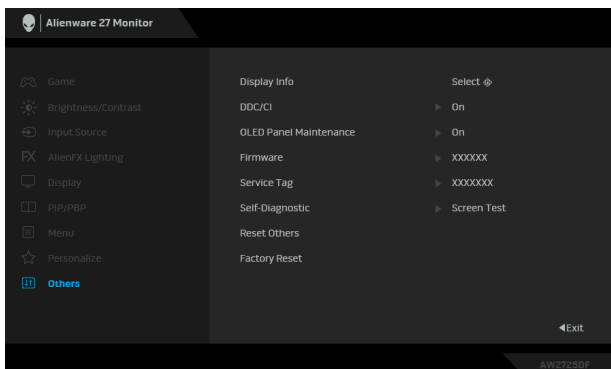 Alienware 27 Monitor
Game
Brightness/Contrast
Input Source
FX AlienFX Lighting
Display
PIP/PBP
Menu
Personalize
Others
Display Info Select
DDC/CI On
OLED Panel Maintenance On
Firmware XXXXXX
Service Tag XXXXXXX
Self-Diagnostic Screen Test
Reset Others
Factory Reset
Exit
AW2725DF